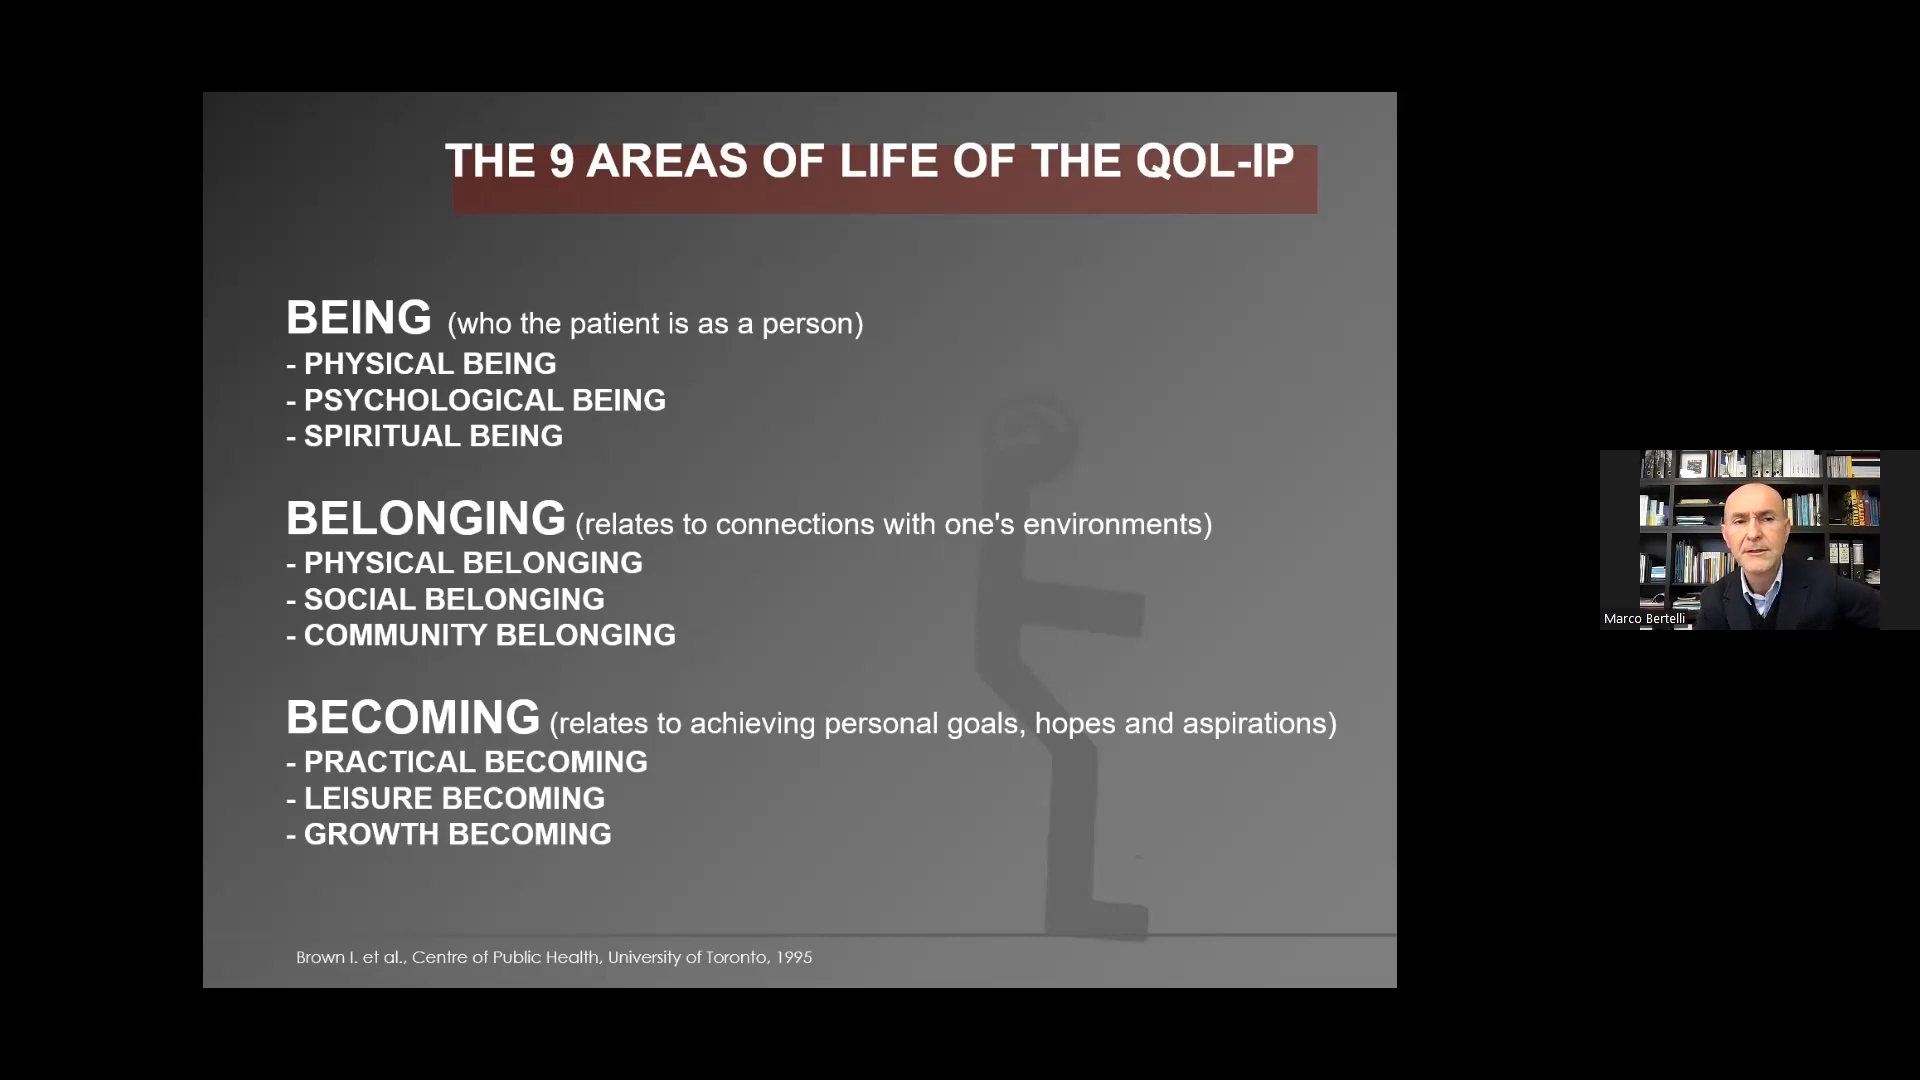 THE 9 AREAS OF LIFE OF THE QOL-IP
BEING (who the patient is as a person)
- PHYSICAL BEING
- PSYCHOLOGICAL BEING
- SPIRITUAL BEING
BELONGING (relates to connections with one's environments)
- PHYSICAL BELONGING
- SOCIAL BELONGING
- COMMUNITY BELONGING
BECOMING (relates to achieving personal goals, hopes and aspirations)
- PRACTICAL BECOMING
- LEISURE BECOMING
- GROWTH BECOMING
Brown I. et al., Centre of Public Health, University of Toronto, 1995
Marco Bertelli